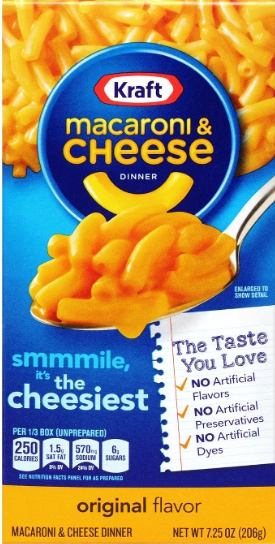 Kraft
macaroni &
CHEESE
DINNER
ENLARGED TO
SHOW DETAIL
smmmile,
it's the
cheesiest
The Taste
You Love
✓ NO Artificial
Flavors
✓ NO Artificial
Preservatives
✓ NO Artificial
Dyes
PER 1/3 BOX (UNPREPARED)
250
CALORIES
1.5g
SAT FAT
8% DV
570mg
SODIUM
24% DV
6g
SUGARS
SEE NUTRITION FACTS PANEL FOR AS PREPARED
original flavor
MACARONI & CHEESE DINNER
NET WT 7.25 OZ (206g)